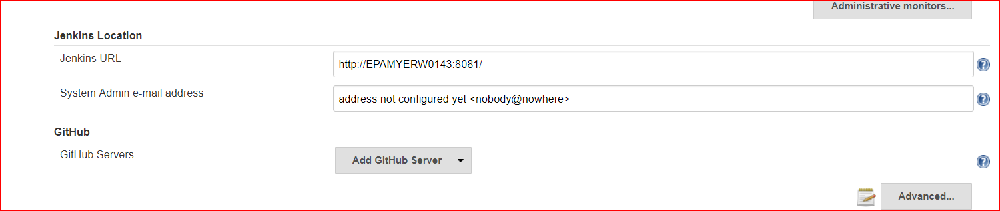 Administrative monitors...
Jenkins Location
Jenkins URL
http://EPAMYERW0143:8081/
System Admin e-mail address
address not configured yet <nobody@nowhere>
GitHub
GitHub Servers
Add GitHub Server
Advanced...